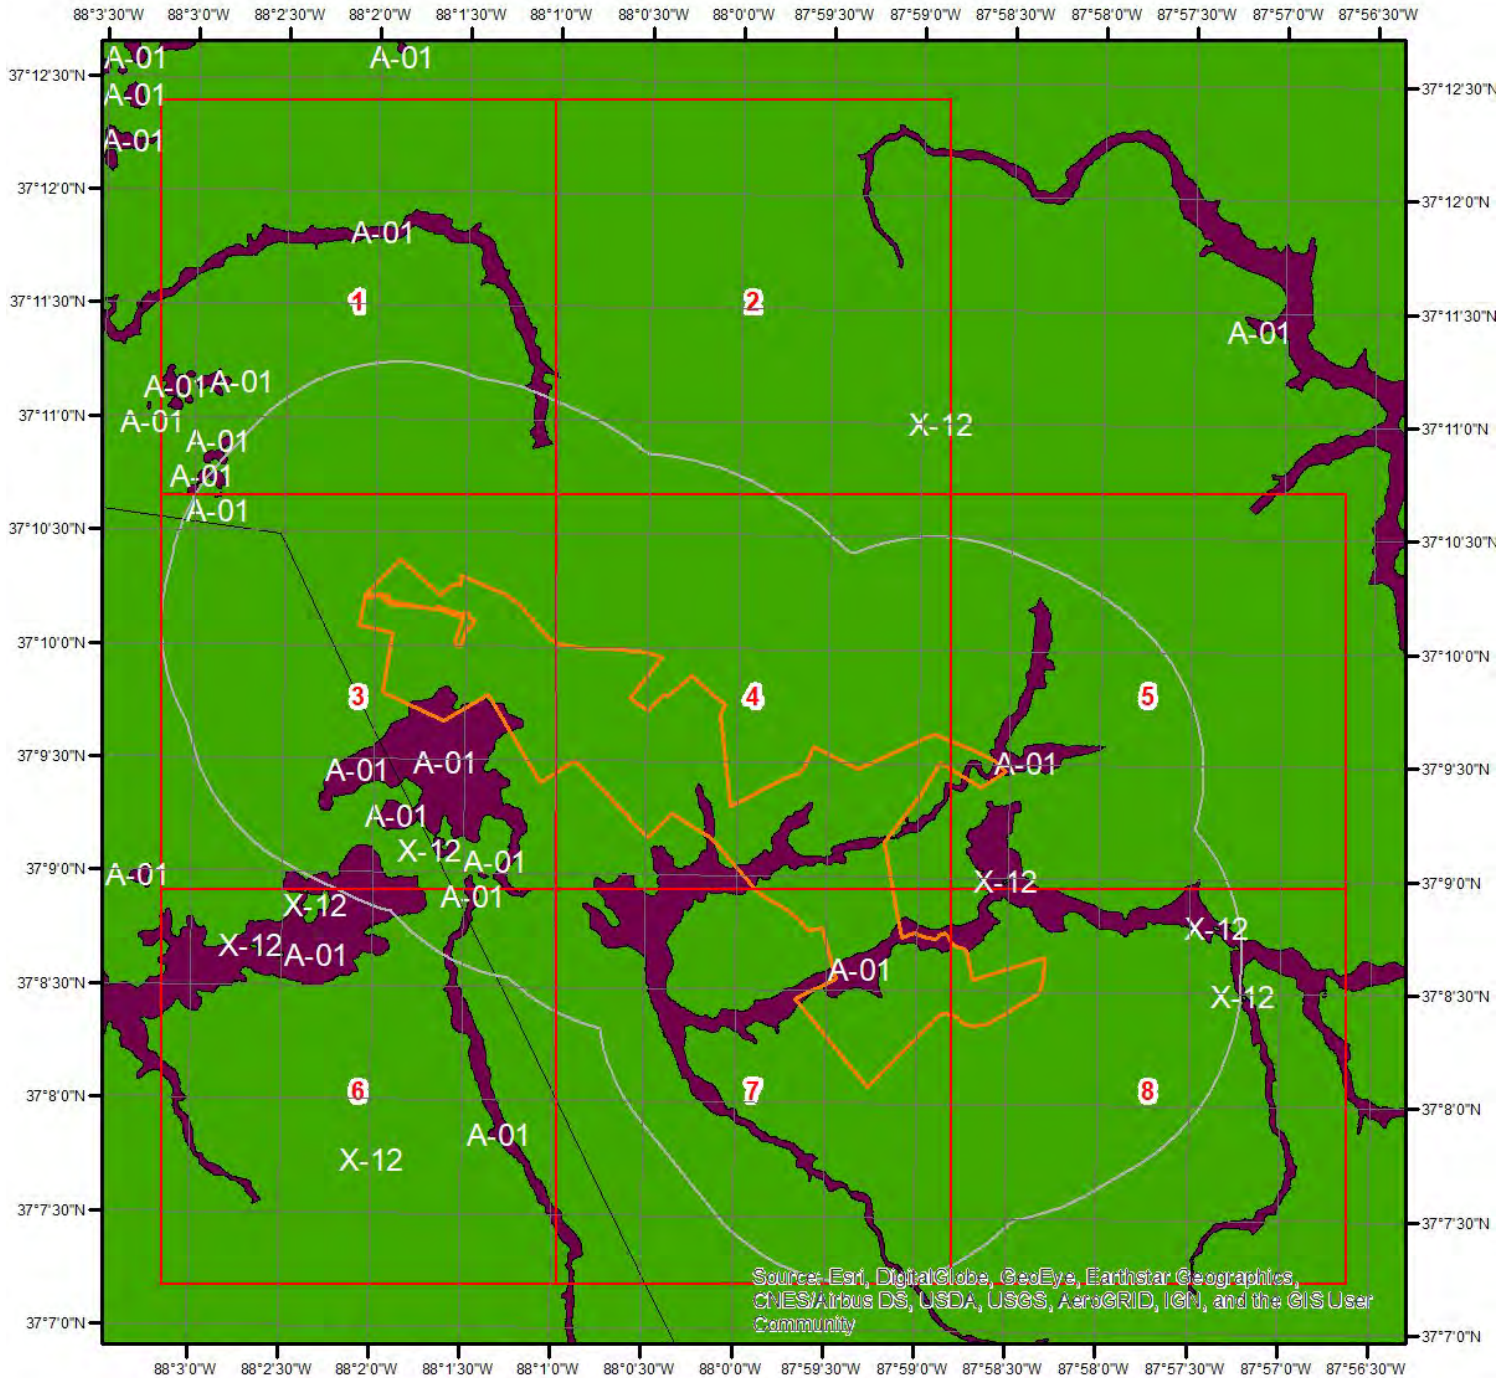 88°3'30"W 88°3'0"W 88°2'30"W 88°2'0"W 88°1'30"W 88°1'0"W 88°0'30"W 88°0'0"W 87°59'30"W 87°59'0"W 87°58'30"W 87°58'0"W 87°57'30"W 87°57'0"W 87°56'30"W
A-01 A-01
37°12'30"N 37°12'30"N
A-01
A-01
37°12'0"N 37°12'0"N
A-01
37°11'30"N 1 2 37°11'30"N
A-01
A-01 A-01
37°11'0"N A-01 X-12 37°11'0"N
A-01
A-01
A-01
37°10'30"N 37°10'30"N
37°10'0"N 37°10'0"N
3 4 5
37°9'30"N A-01 A-01 A-01 37°9'30"N
A-01
X-12
A-01
37°9'0"N A-01 X-12 37°9'0"N
A-01
X-12
X-12 X-12
A-01 A-01
37°8'30"N X-12 37°8'30"N
37°8'0"N 6 7 8 37°8'0"N
A-01
X-12
37°7'30"N 37°7'30"N
Source: Esri, DigitalGlobe, GeoEye, Earthstar Geographics,
CNES/Airbus DS, USDA, USGS, AeroGRID, IGN, and the GIS User
Community
37°7'0"N 37°7'0"N
88°3'0"W 88°2'30"W 88°2'0"W 88°1'30"W 88°1'0"W 88°0'30"W 88°0'0"W 87°59'30"W 87°59'0"W 87°58'30"W 87°58'0"W 87°57'30"W 87°57'0"W 87°56'30"W